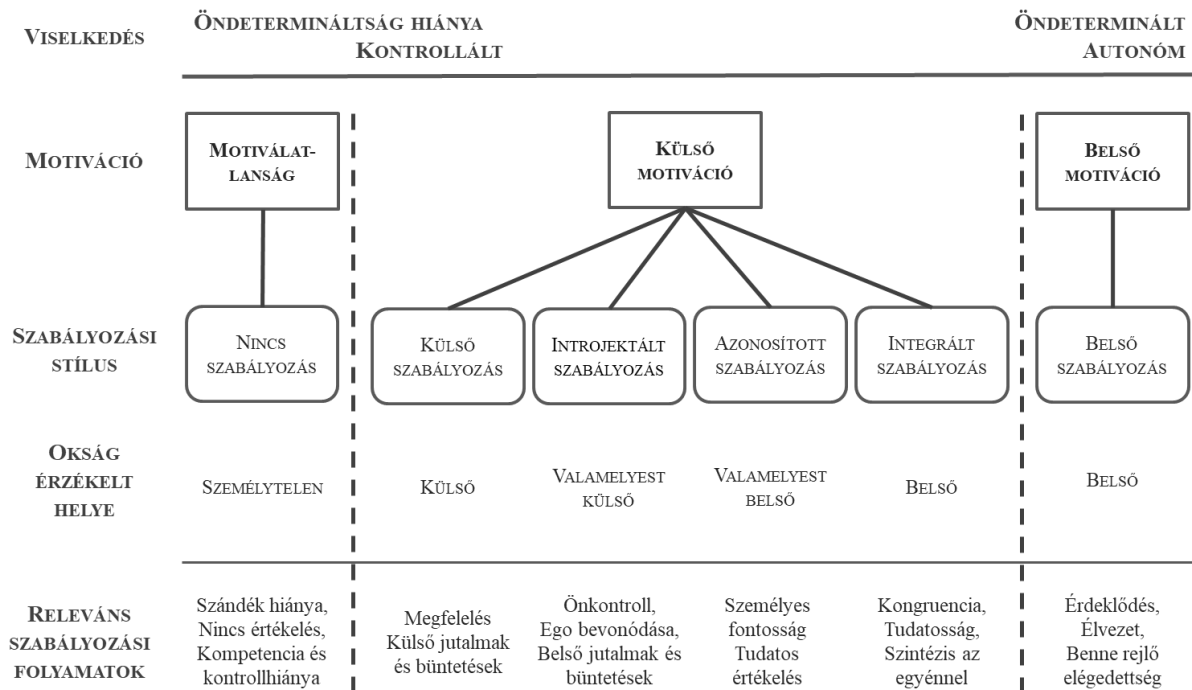 VISELKEDÉS
ÖNDETERMINÁLTSÁG HIÁNYA
KONTROLLÁLT
ÖNDETERMINÁLT
AUTONÓM
MOTIVÁCIÓ
MOTIVÁLAT-
LANSÁG
KÜLSŐ
MOTIVÁCIÓ
BELSŐ
MOTIVÁCIÓ
SZABÁLYOZÁSI
STÍLUS
NINCS
SZABÁLYOZÁS
KÜLSŐ
SZABÁLYOZÁS
INTROJEKTÁLT
SZABÁLYOZÁS
AZONOSÍTOTT
SZABÁLYOZÁS
INTEGRÁLT
SZABÁLYOZÁS
BELSŐ
SZABÁLYOZÁS
OKSÁG
ÉRZÉKELT
HELYE
SZEMÉLYTELEN
KÜLSŐ
VALAMELYEST
KÜLSŐ
VALAMELYEST
BELSŐ
BELSŐ
BELSŐ
RELEVÁNS
SZABÁLYOZÁSI
FOLYAMATOK
Szándék hiánya,
Nincs értékelés,
Kompetencia és
kontrollhiánya
Megfelelés
Külső jutalmak
és büntetések
Önkontroll,
Ego bevonódása,
Belső jutalmak és
büntetések
Személyes
fontosság
Tudatos
értékelés
Kongruencia,
Tudatosság,
Szintézis az
egyénnel
Érdeklődés,
Élvezet,
Benne rejlő
elégedettség